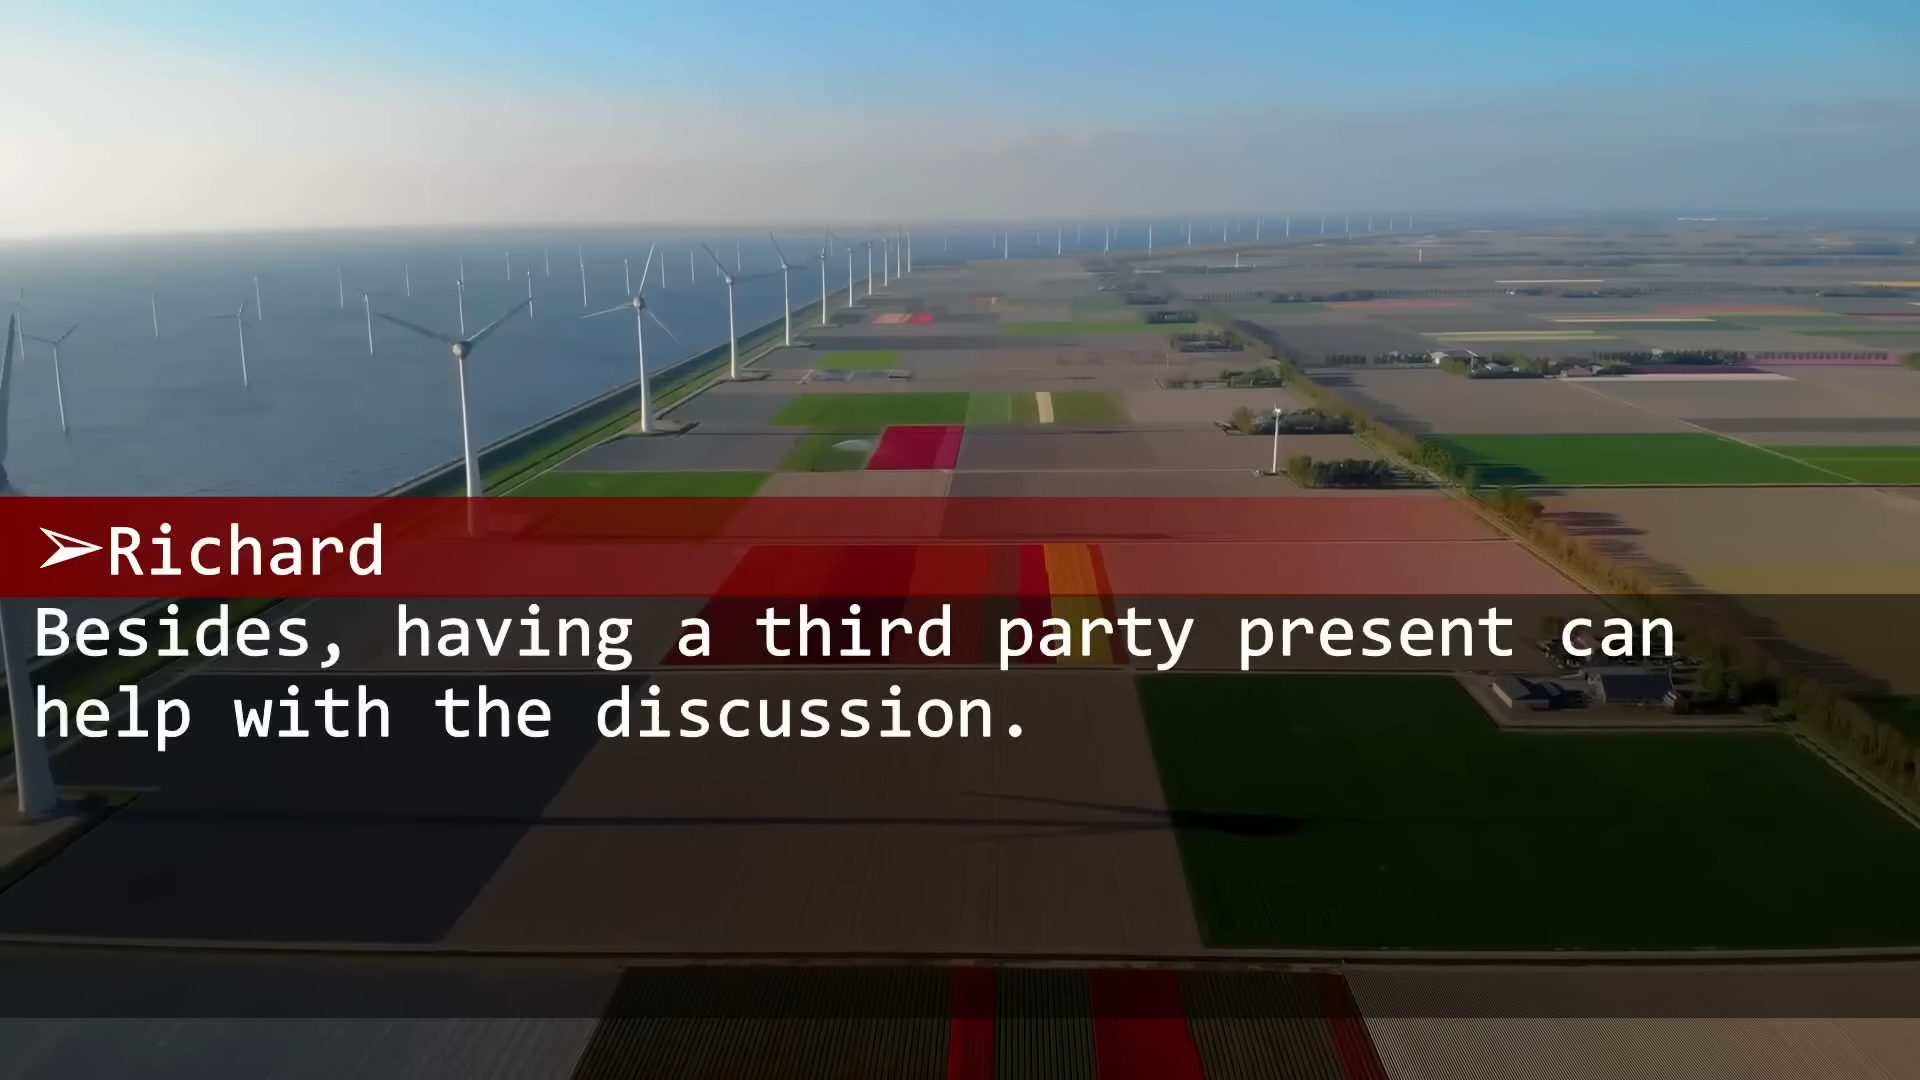 ➢Richard
Besides, having a third party present can
help with the discussion.